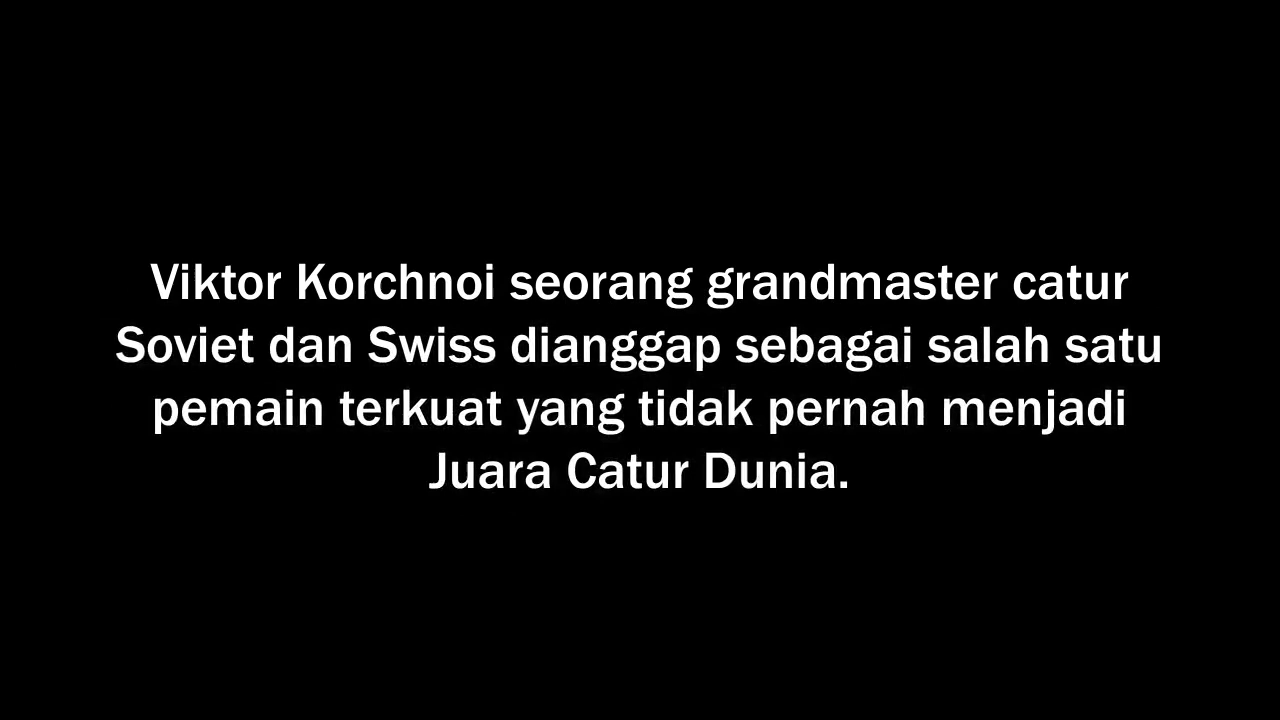 Viktor Korchnoi seorang grandmaster catur
Soviet dan Swiss dianggap sebagai salah satu
pemain terkuat yang tidak pernah menjadi
Juara Catur Dunia.